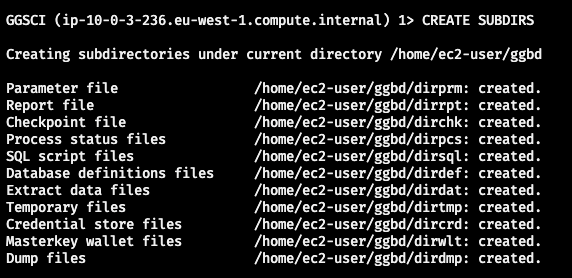 GGSCI (ip-10-0-3-236.eu-west-1.compute.internal) 1> CREATE SUBDIRS
Creating subdirectories under current directory /home/ec2-user/ggbd
Parameter file /home/ec2-user/ggbd/dirprm: created.
Report file /home/ec2-user/ggbd/dirrpt: created.
Checkpoint file /home/ec2-user/ggbd/dirchk: created.
Process status files /home/ec2-user/ggbd/dirpcs: created.
SQL script files /home/ec2-user/ggbd/dirsql: created.
Database definitions files /home/ec2-user/ggbd/dirdef: created.
Extract data files /home/ec2-user/ggbd/dirdat: created.
Temporary files /home/ec2-user/ggbd/dirtmp: created.
Credential store files /home/ec2-user/ggbd/dircrd: created.
Masterkey wallet files /home/ec2-user/ggbd/dirwlt: created.
Dump files /home/ec2-user/ggbd/dirdmp: created.